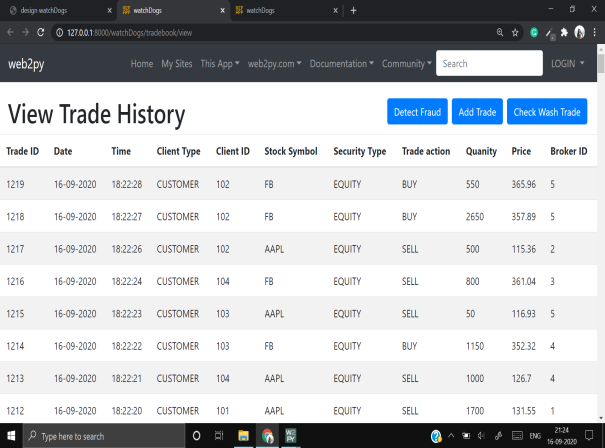 design watchDogs
watchDogs
watchDogs
127.0.0.1:8000/watchDogs/tradebook/view
web2py Home My Sites This App web2py.com Documentation Community Search LOGIN
View Trade History Detect Fraud Add Trade Check Wash Trade
Trade ID Date Time Client Type Client ID Stock Symbol Security Type Trade action Quanity Price Broker ID
1219 16-09-2020 18:22:28 CUSTOMER 102 FB EQUITY BUY 550 365.96 5
1218 16-09-2020 18:22:27 CUSTOMER 102 FB EQUITY BUY 2650 357.89 5
1217 16-09-2020 18:22:26 CUSTOMER 102 AAPL EQUITY SELL 500 115.36 2
1216 16-09-2020 18:22:24 CUSTOMER 104 FB EQUITY SELL 800 361.04 3
1215 16-09-2020 18:22:23 CUSTOMER 103 AAPL EQUITY SELL 50 116.93 5
1214 16-09-2020 18:22:22 CUSTOMER 103 FB EQUITY BUY 1150 352.32 4
1213 16-09-2020 18:22:21 CUSTOMER 104 AAPL EQUITY SELL 1000 126.7 4
1212 16-09-2020 18:22:20 CUSTOMER 101 AAPL EQUITY SELL 1700 131.55 1
Type here to search ENG 21:24
16-09-2020